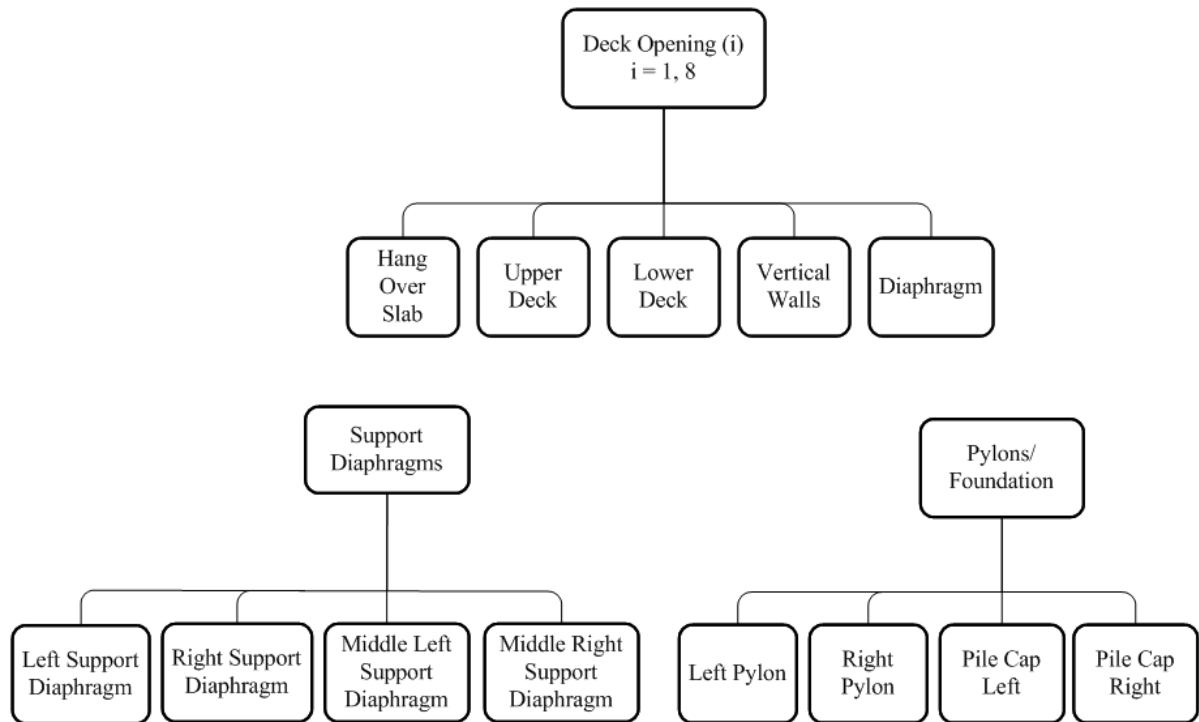 Deck Opening (i)
i = 1, 8
Hang
Over
Slab
Upper
Deck
Lower
Deck
Vertical
Walls
Diaphragm
Support
Diaphragms
Pylons/
Foundation
Left Support
Diaphragm
Right Support
Diaphragm
Middle Left
Support
Diaphragm
Middle Right
Support
Diaphragm
Left Pylon
Right
Pylon
Pile Cap
Left
Pile Cap
Right